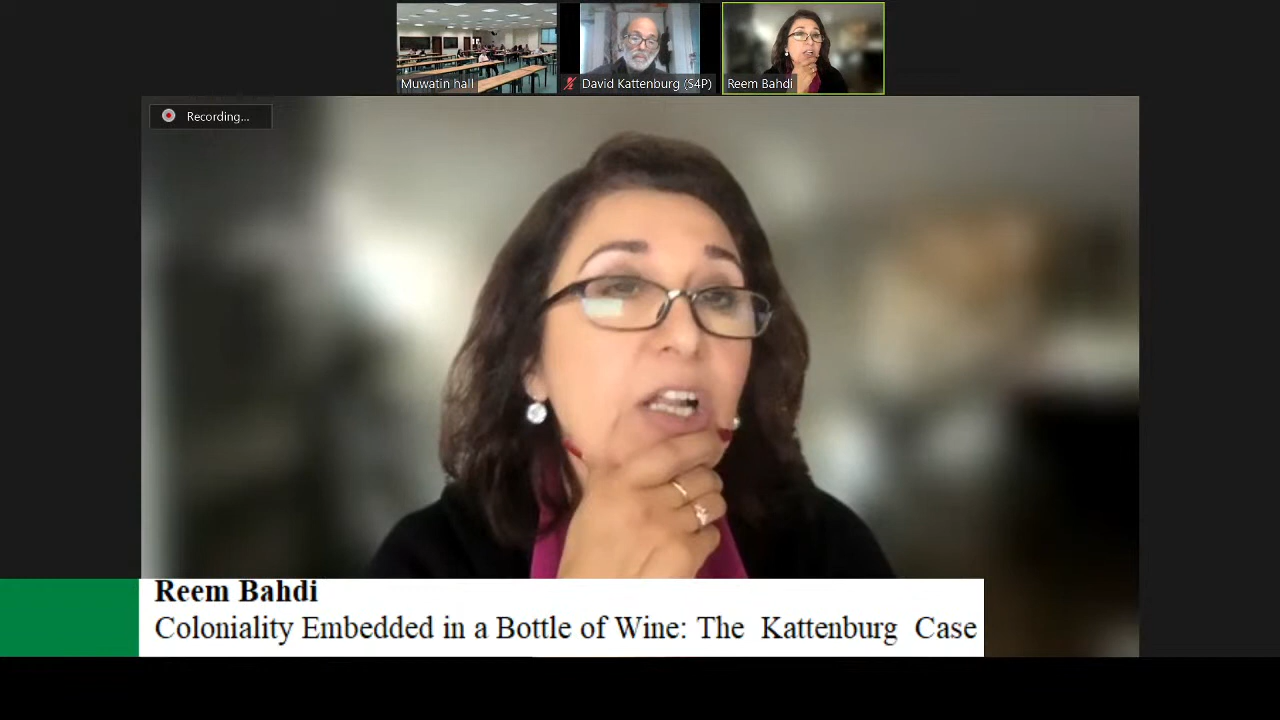 Muwatin hall
David Kattenburg (S4P)
Reem Bahdi
Recording...
Reem Bahdi
Coloniality Embedded in a Bottle of Wine: The Kattenburg Case